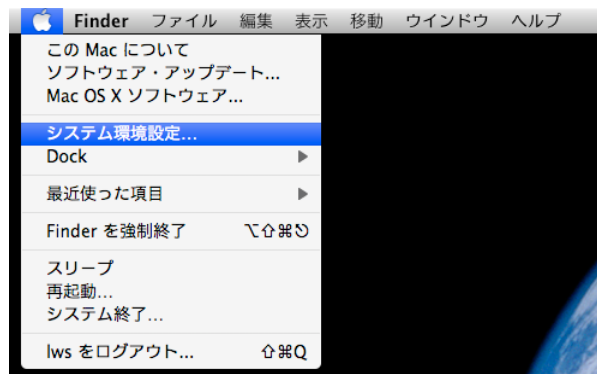 Finder ファイル 編集 表示 移動 ウインドウ ヘルプ
この Mac について
ソフトウェア・アップデート...
Mac OS X ソフトウェア...
システム環境設定...
Dock ▶
最近使った項目 ▶
Finder を強制終了 ⌥⇧⌘⎋
スリープ
再起動...
システム終了...
lws をログアウト... ⇧⌘Q